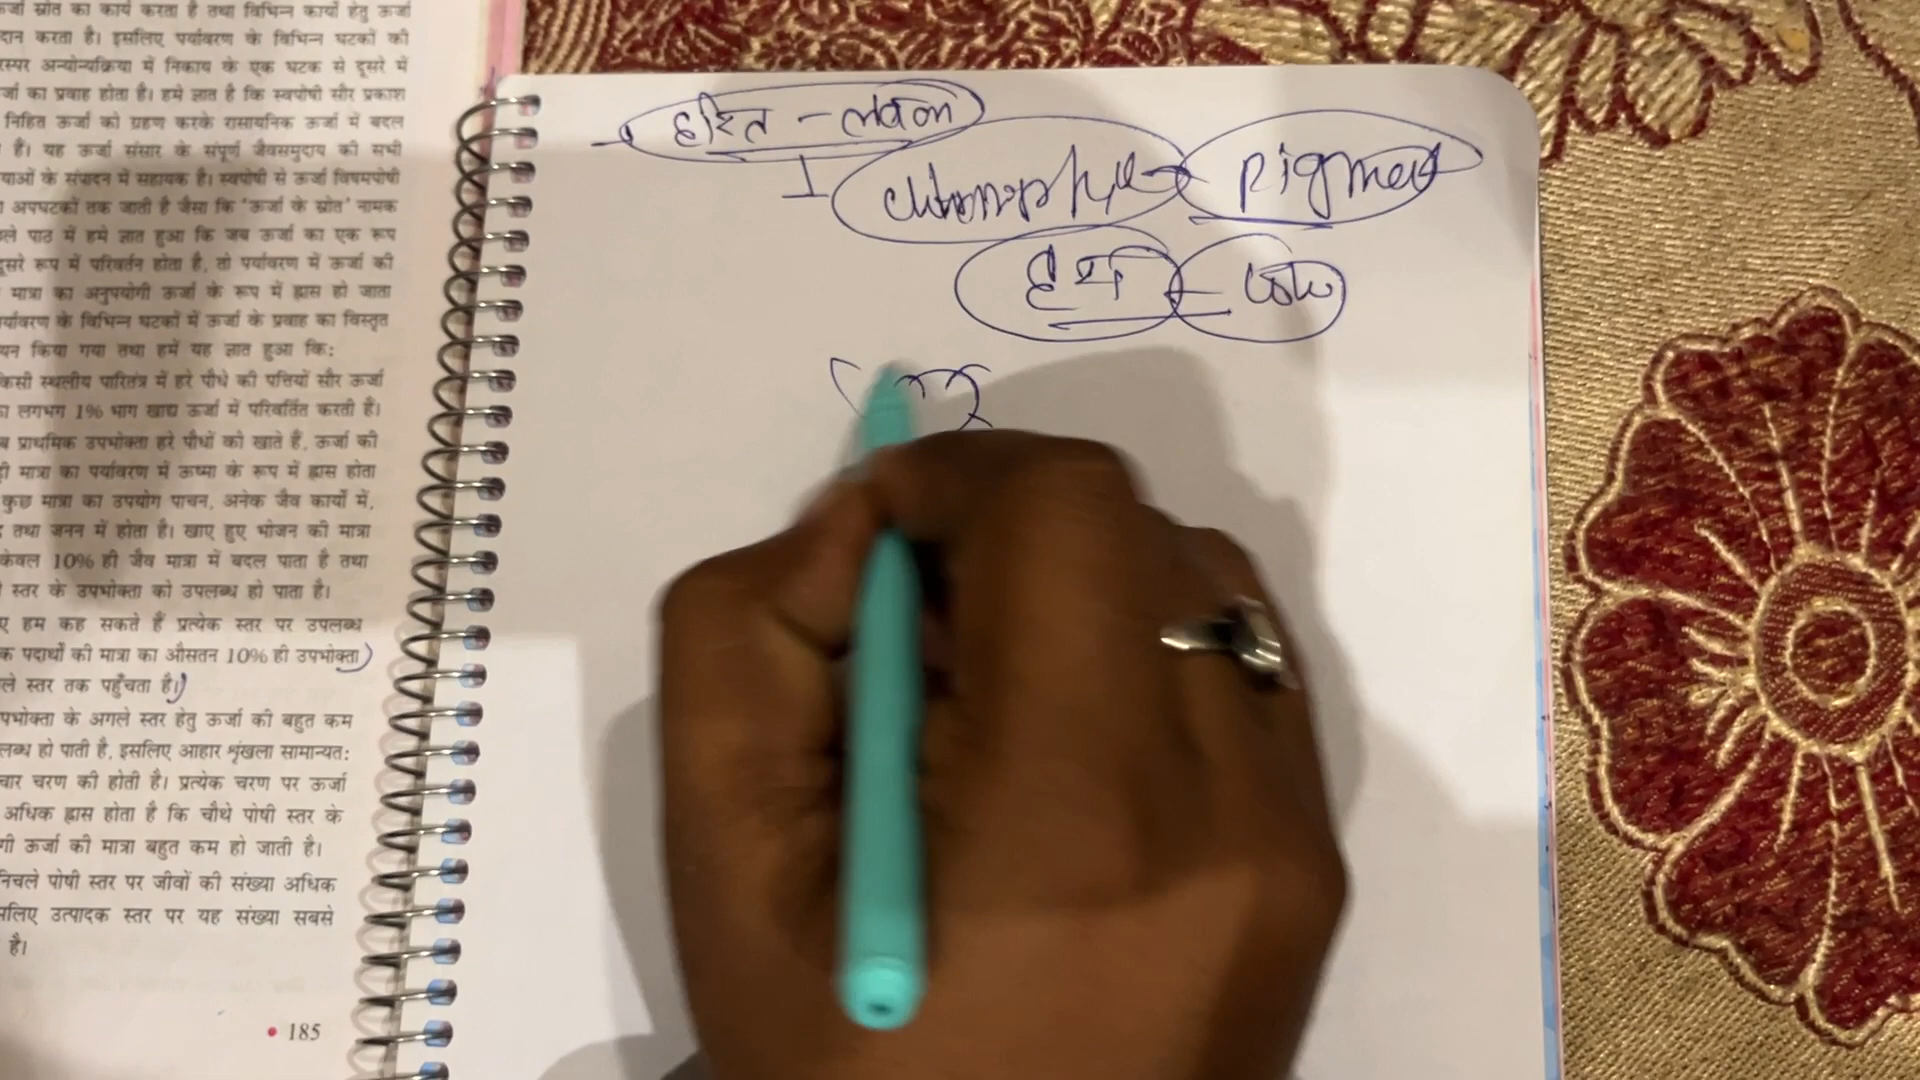 र्जा स्रोत का कार्य करता है तथा विभिन्न कार्यों हेतु ऊर्जा
दान करता है। इसलिए पर्यावरण के विभिन्न घटकों की
रस्पर अन्योन्यक्रिया में निकाय के एक घटक से दूसरे में
र्जा का प्रवाह होता है। हमें ज्ञात है कि स्वपोषी सौर प्रकाश
निहित ऊर्जा को ग्रहण करके रासायनिक ऊर्जा में बदल
हैं। यह ऊर्जा संसार के संपूर्ण जैवसमुदाय की सभी
याओं के संपादन में सहायक है। स्वपोषी से ऊर्जा विषमपोषी
अपघटकों तक जाती है जैसा कि 'ऊर्जा के स्रोत' नामक
ले पाठ में हमें ज्ञात हुआ कि जब ऊर्जा का एक रूप
सरे रूप में परिवर्तन होता है, तो पर्यावरण में ऊर्जा की
मात्रा का अनुपयोगी ऊर्जा के रूप में ह्रास हो जाता
र्यावरण के विभिन्न घटकों में ऊर्जा के प्रवाह का विस्तृत
यन किया गया तथा हमें यह ज्ञात हुआ कि:
किसी स्थलीय पारितंत्र में हरे पौधे की पत्तियों सौर ऊर्जा
लगभग 1% भाग खाद्य ऊर्जा में परिवर्तित करती हैं।
ब प्राथमिक उपभोक्ता हरे पौधों को खाते हैं, ऊर्जा की
ही मात्रा का पर्यावरण में ऊष्मा के रूप में ह्रास होता
कुछ मात्रा का उपयोग पाचन, अनेक जैव कार्यों में,
तथा जनन में होता है। खाए हुए भोजन की मात्रा
केवल 10% ही जैव मात्रा में बदल पाता है तथा
स्तर के उपभोक्ता को उपलब्ध हो पाता है।
ए हम कह सकते हैं प्रत्येक स्तर पर उपलब्ध
क पदार्थों की मात्रा का औसतन 10% ही उपभोक्ता
ले स्तर तक पहुँचता है।
पभोक्ता के अगले स्तर हेतु ऊर्जा की बहुत कम
लब्ध हो पाती है, इसलिए आहार शृंखला सामान्यत:
चार चरण की होती है। प्रत्येक चरण पर ऊर्जा
अधिक ह्रास होता है कि चौथे पोषी स्तर के
गी ऊर्जा की मात्रा बहुत कम हो जाती है।
निचले पोषी स्तर पर जीवों की संख्या अधिक
सलिए उत्पादक स्तर पर यह संख्या सबसे
है।
• 185
हरित - लवक
Pigment